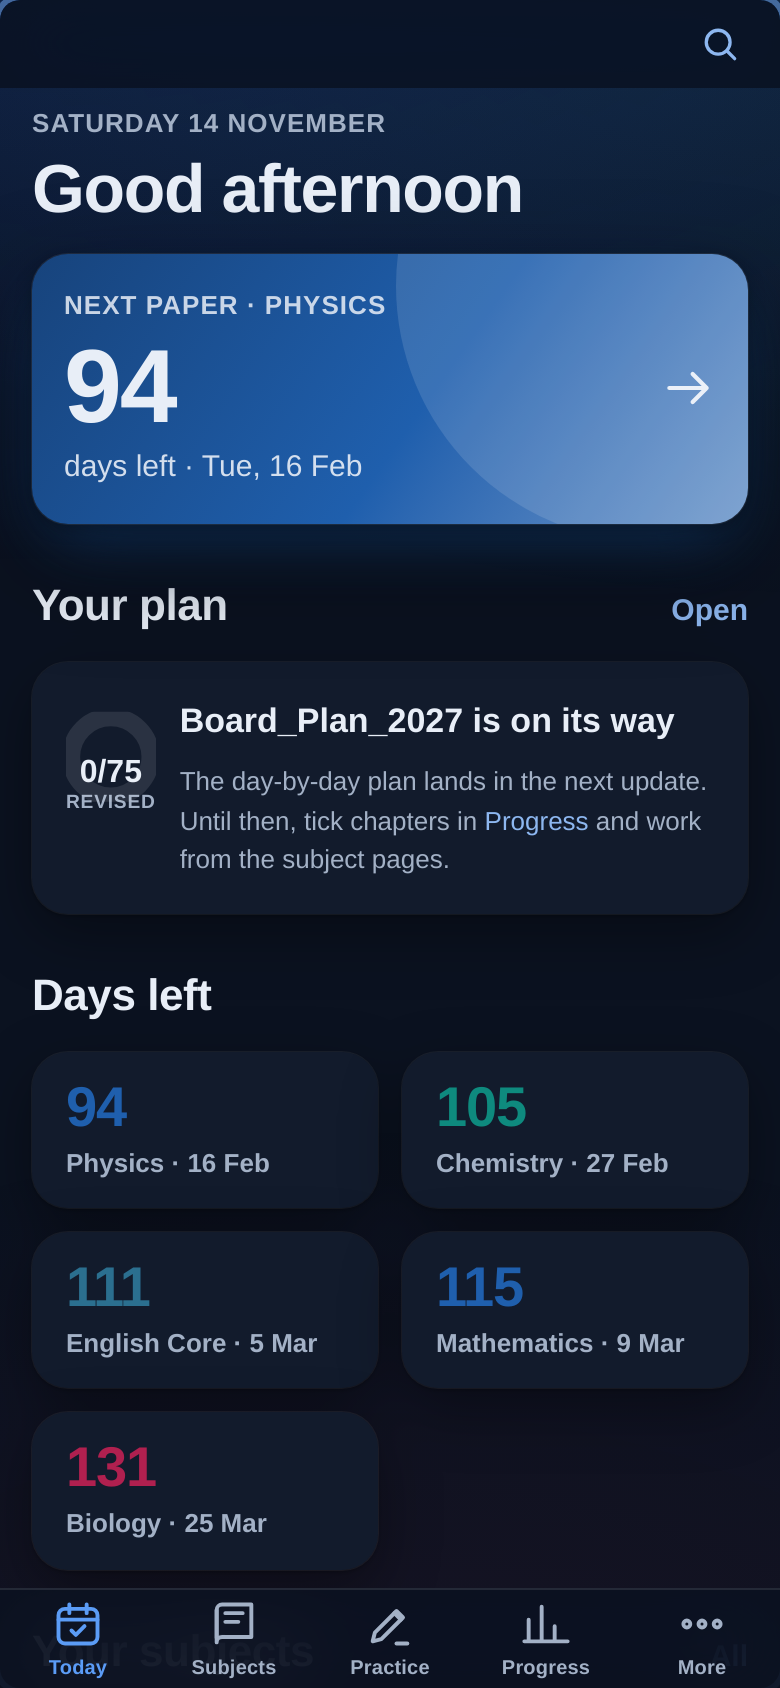 SATURDAY 14 NOVEMBER
Good afternoon
NEXT PAPER · PHYSICS
94
days left · Tue, 16 Feb
Your plan
Open
0/75
REVISED
Board_Plan_2027 is on its way
The day-by-day plan lands in the next update.
Until then, tick chapters in Progress and work
from the subject pages.
Days left
94
Physics · 16 Feb
105
Chemistry · 27 Feb
111
English Core · 5 Mar
115
Mathematics · 9 Mar
131
Biology · 25 Mar
Your subjects
All
Today
Subjects
Practice
Progress
More